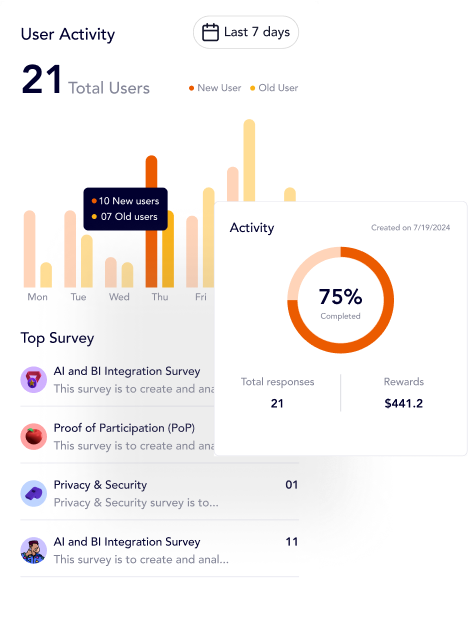 User Activity
Last 7 days
21 Total Users
New User
Old User
10 New users
07 Old users
Mon
Tue
Wed
Thu
Fri
Activity
Created on 7/19/2024
75%
Completed
Total responses
21
Rewards
$441.2
Top Survey
AI and BI Integration Survey
This survey is to create and
Proof of Participation (PoP)
This survey is to create and
Privacy & Security
01
Privacy & Security survey is to...
AI and BI Integration Survey
11
This survey is to create and anal...